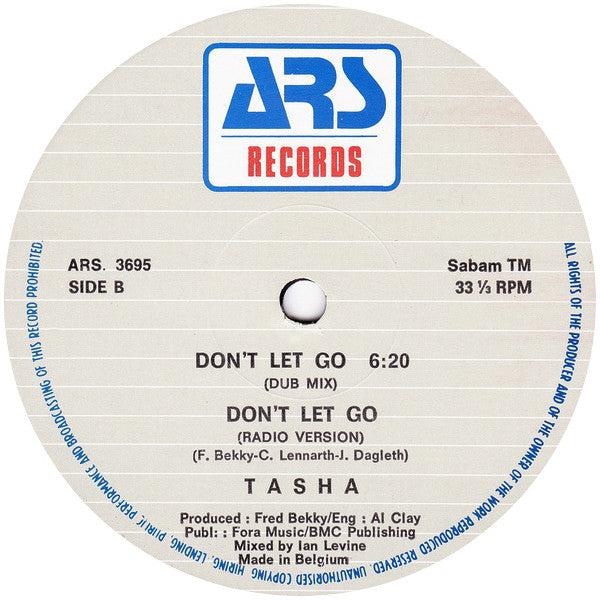 ARS
RECORDS
ARS. 3695
SIDE B
Sabam TM
33 ⅓ RPM
DON'T LET GO 6:20
(DUB MIX)
DON'T LET GO
(RADIO VERSION)
(F. Bekky-C. Lennarth-J. Dagleth)
TASHA
Produced : Fred Bekky/Eng : Al Clay
Publ: : Fora Music/BMC Publishing
Mixed by Ian Levine
Made in Belgium
ALL RIGHTS OF THE PRODUCER AND OF THE OWNER OF THE WORK REPRODUCED RESERVED. UNAUTHORISED COPYING, HIRING, LENDING, PUBLIC PERFORMANCE AND BROADCASTING OF THIS RECORD PROHIBITED.